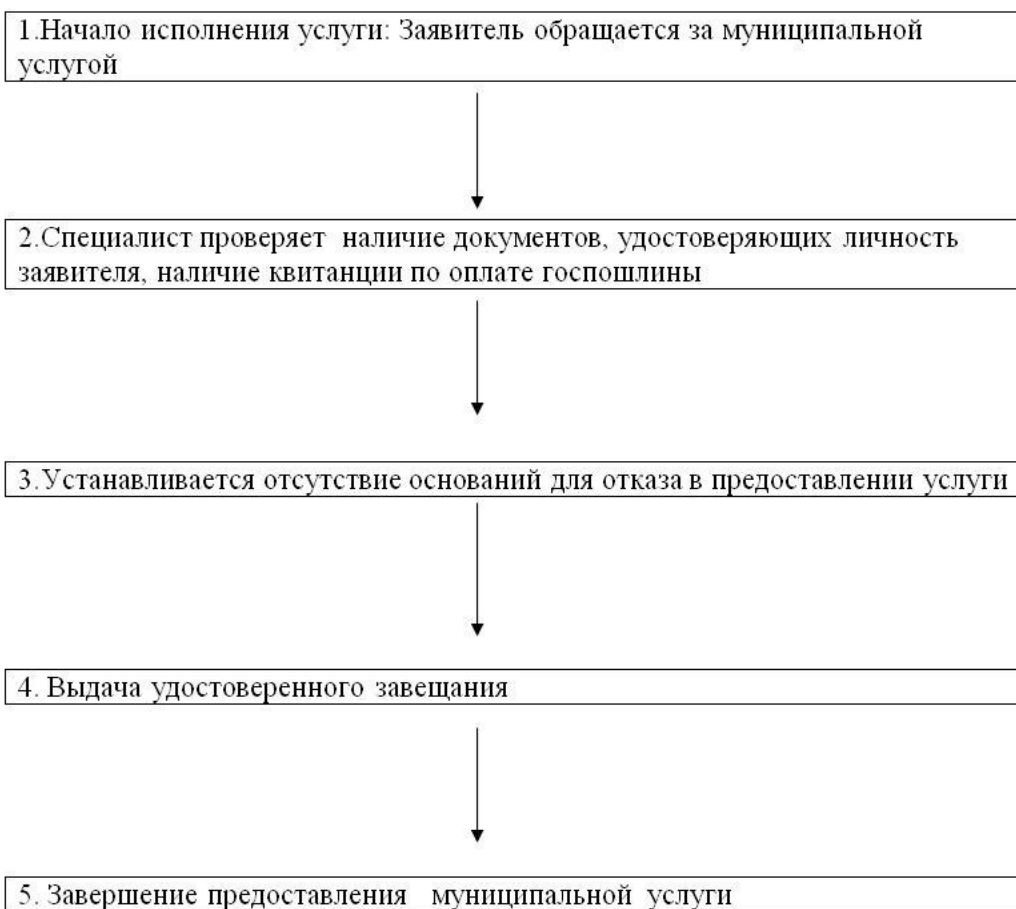 1.Начало исполнения услуги: Заявитель обращается за муниципальной
услугой
2.Специалист проверяет наличие документов, удостоверяющих личность
заявителя, наличие квитанции по оплате госпошлины
3.Устанавливается отсутствие оснований для отказа в предоставлении услуги
4. Выдача удостоверенного завещания
5. Завершение предоставления муниципальной услуги